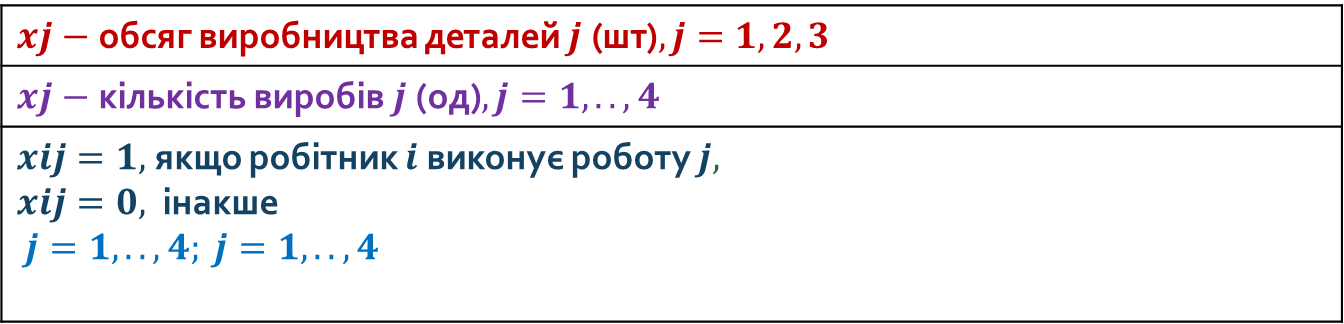 xj − обсяг виробництва деталей j (шт), j = 1, 2, 3
xj − кількість виробів j (од), j = 1, . . , 4
xij = 1, якщо робітник i виконує роботу j,
xij = 0, інакше
j = 1, . . , 4; j = 1, . . , 4